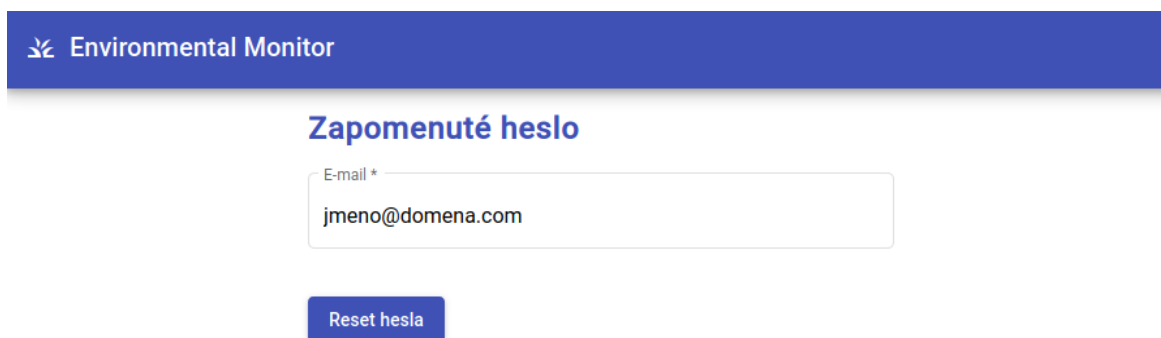 Environmental Monitor
Zapomenuté heslo
E-mail *
jmeno@domena.com
Reset hesla